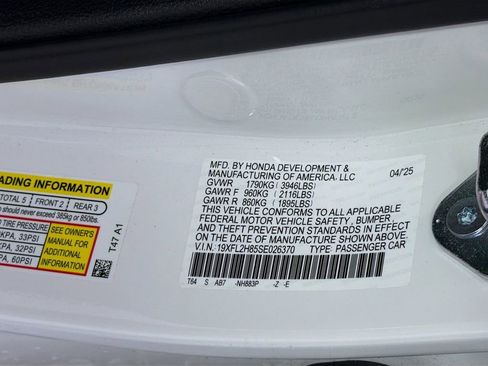 ADING INFORMATION
TOTAL 5 FRONT 2 REAR 3
should never exceed 385kg or 850lbs.
TIRE PRESSURE
KPA, 33PSI
KPA, 32PSI
PA, 60PSI
SEE OWNER'S
MANUAL FOR
ADDITIONAL
INFORMATION
T47 A1
MFD. BY HONDA DEVELOPMENT &
MANUFACTURING OF AMERICA, LLC 04/25
GVWR 1790KG (3946LBS)
GAWR F 960KG (2116LBS)
GAWR R 860KG (1895LBS)
THIS VEHICLE CONFORMS TO ALL APPLICABLE
FEDERAL MOTOR VEHICLE SAFETY, BUMPER,
AND THEFT PREVENTION STANDARDS IN EFFECT
ON THE DATE OF MANUFACTURE SHOWN ABOVE.
V.I.N. 19XFL2H85SE026370 TYPE: PASSENGER CAR
T64 S AB7 -NH883P -Z -E